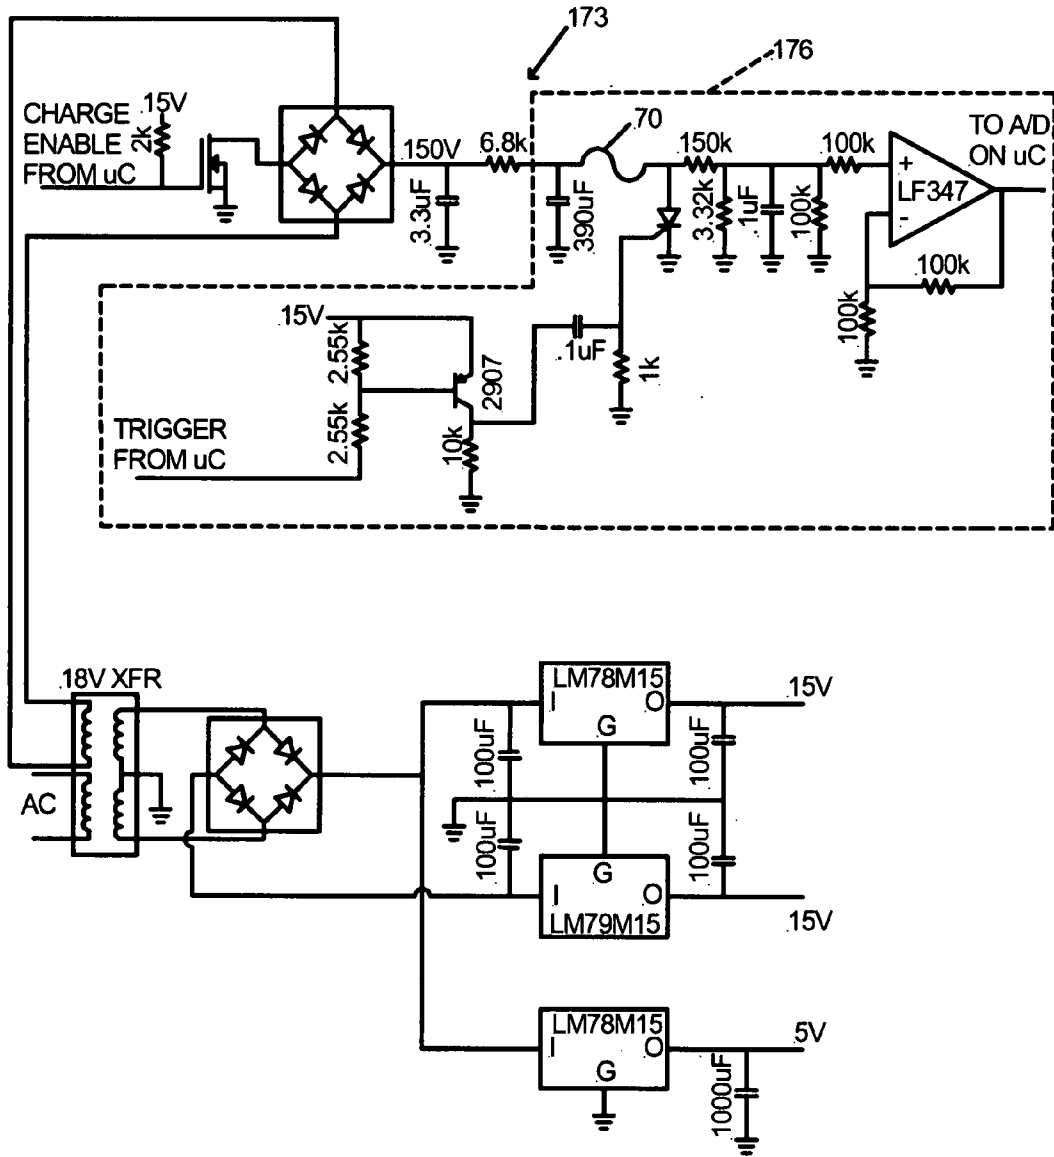 173
176
CHARGE
ENABLE
FROM uC
.15V
2k
150V
3.3uF
6.8k
390uF
70
150k
3.32k
.1uF
100k
100k
+
-
LF347
TO A/D
ON uC
100k
100k
.15V
2.55k
2.55k
2907
10k
.1uF
1k
TRIGGER
FROM uC
.18V XFR
AC
LM78M15
I
O
G
100uF
100uF
15V
100uF
100uF
G
I
O
LM79M15
15V
LM78M15
I
O
G
5V
1000uF